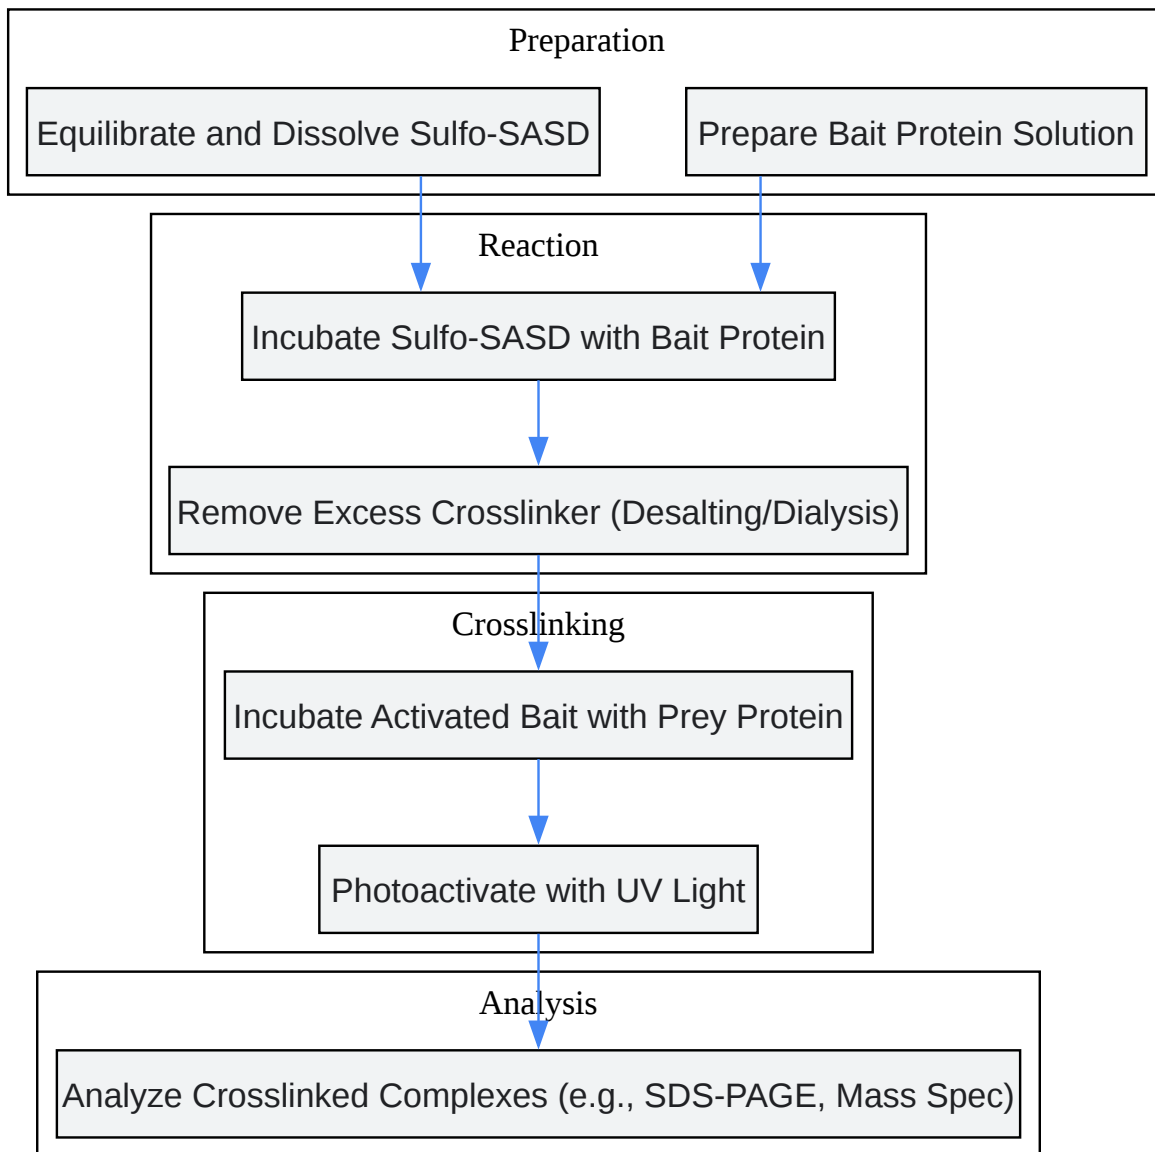 Preparation
Equilibrate and Dissolve Sulfo-SASD
Prepare Bait Protein Solution
Reaction
Incubate Sulfo-SASD with Bait Protein
Remove Excess Crosslinker (Desalting/Dialysis)
Crosslinking
Incubate Activated Bait with Prey Protein
Photoactivate with UV Light
Analysis
Analyze Crosslinked Complexes (e.g., SDS-PAGE, Mass Spec)